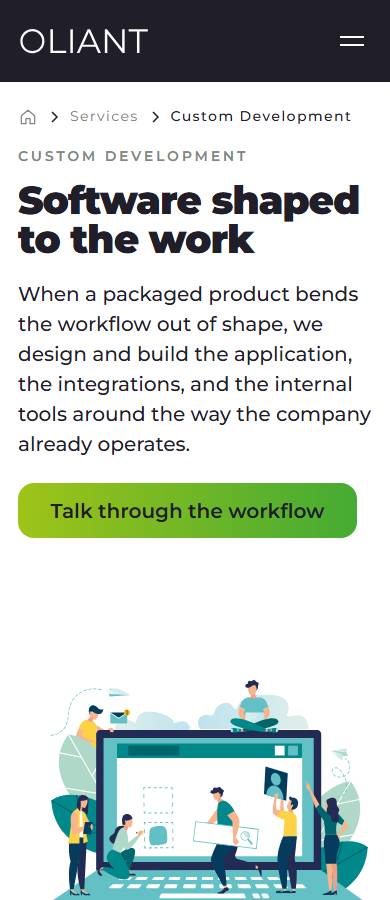 OLIANT
Services
Custom Development
CUSTOM DEVELOPMENT
Software shaped
to the work
When a packaged product bends
the workflow out of shape, we
design and build the application,
the integrations, and the internal
tools around the way the company
already operates.
Talk through the workflow